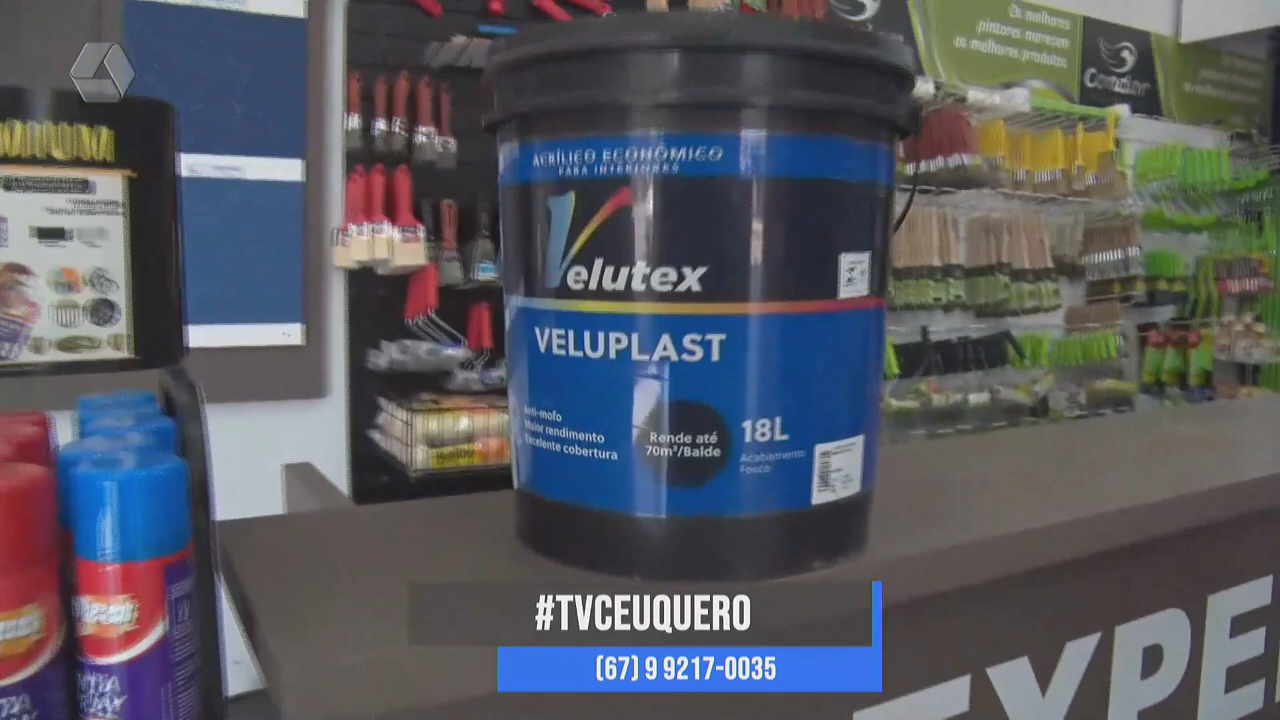 Os melhores
pintores merecem
os melhores produtos
Condor
ACRÍLICO ECONÔMICO
PARA INTERIORES
Velutex
VELUPLAST
Anti-mofo
Maior rendimento
Excelente cobertura
Rende até
70m²/Balde
18L
Acabamento
Fosco
#TVCEUQUERO
(67) 9 9217-0035
EXPE